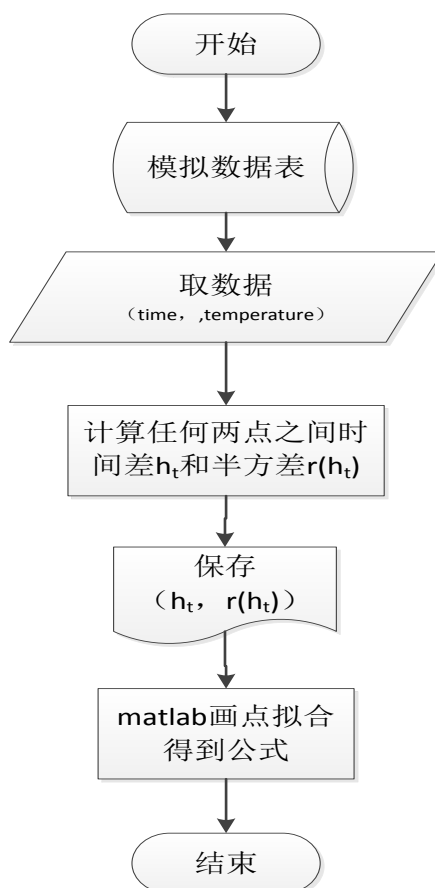 开始
模拟数据表
取数据
（time， ,temperature）
计算任何两点之间时
间差hₜ和半方差r(hₜ)
保存
（hₜ， r(hₜ)）
matlab画点拟合
得到公式
结束